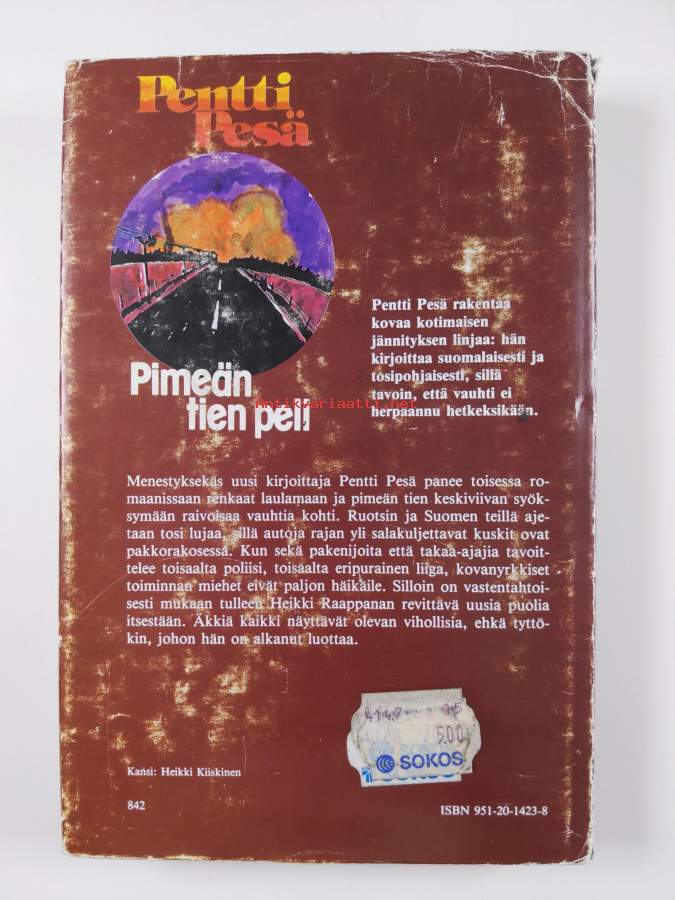 Pentti
Pesä
Pimeän
tien peli
antikvariaatti.net
Pentti Pesä rakentaa
kovaa kotimaisen
jännityksen linjaa: hän
kirjoittaa suomalaisesti ja
tosipohjaisesti, sillä
tavoin, että vauhti ei
herpaannu hetkeksikään.
Menestyksekäs uusi kirjoittaja Pentti Pesä panee toisessa ro-
maanissaan renkaat laulamaan ja pimeän tien keskiviivan syök-
symään raivoisaa vauhtia kohti. Ruotsin ja Suomen teillä aje-
taan tosi lujaa, sillä autoja rajan yli salakuljettavat kuskit ovat
pakkorakosessa. Kun sekä pakenijoita että takaa-ajajia tavoit-
telee toisaalta poliisi, toisaalta eripurainen liiga, kovanyrkkiset
toiminnan miehet eivät paljon häikäile. Silloin on vastentahtoi-
sesti mukaan tulleen Heikki Raappanan revittävä uusia puolia
itsestään. Äkkiä kaikki näyttävät olevan vihollisia, ehkä tyttö-
kin, johon hän on alkanut luottaa.
5.00
SOKOS
Kansi: Heikki Kiiskinen
842
ISBN 951-20-1423-8